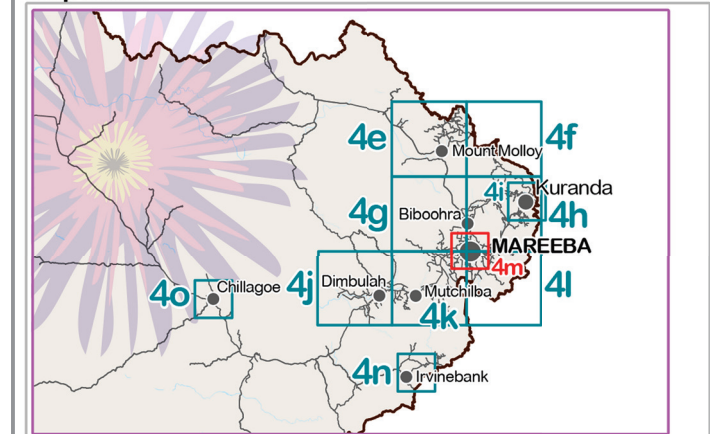 4e
4f
Mount Molloy
4i
Kuranda
4g
Biboohra
4h
MAREEBA
4m
4o
Chillagoe
4j
Dimbulah
Mutchilba
4l
4k
4n
Irvinebank